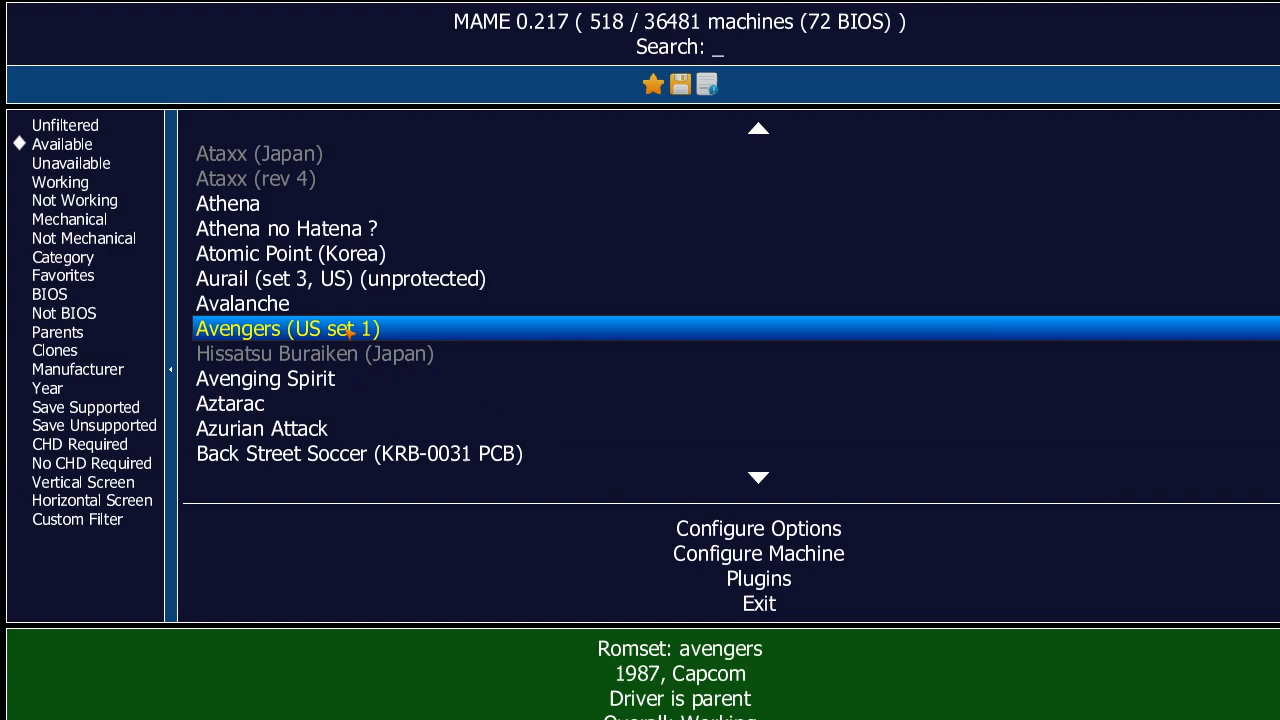 MAME 0.217 ( 518 / 36481 machines (72 BIOS) )
Search: _
Unfiltered
Available
Unavailable
Working
Not Working
Mechanical
Not Mechanical
Category
Favorites
BIOS
Not BIOS
Parents
Clones
Manufacturer
Year
Save Supported
Save Unsupported
CHD Required
No CHD Required
Vertical Screen
Horizontal Screen
Custom Filter
Ataxx (Japan)
Ataxx (rev 4)
Athena
Athena no Hatena ?
Atomic Point (Korea)
Aurail (set 3, US) (unprotected)
Avalanche
Avengers (US set 1)
Hissatsu Buraiken (Japan)
Avenging Spirit
Aztarac
Azurian Attack
Back Street Soccer (KRB-0031 PCB)
Configure Options
Configure Machine
Plugins
Exit
Romset: avengers
1987, Capcom
Driver is parent
Overall: Working